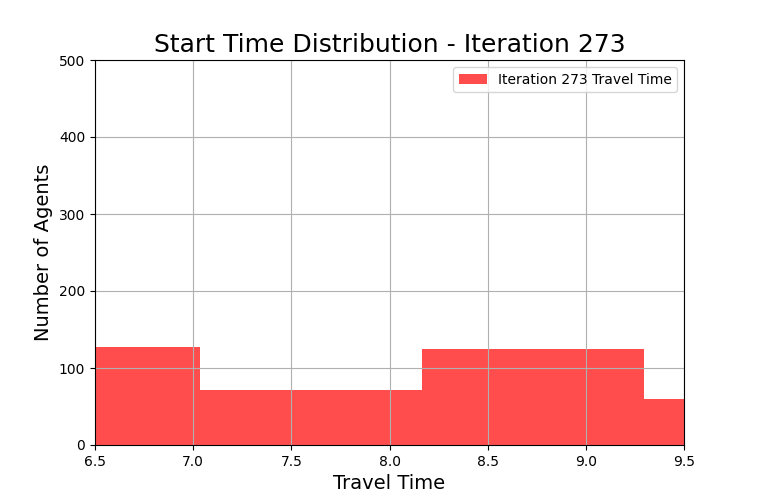 Start Time Distribution - Iteration 273
Iteration 273 Travel Time
500
400
300
200
100
0
Number of Agents
6.5 7.0 7.5 8.0 8.5 9.0 9.5
Travel Time